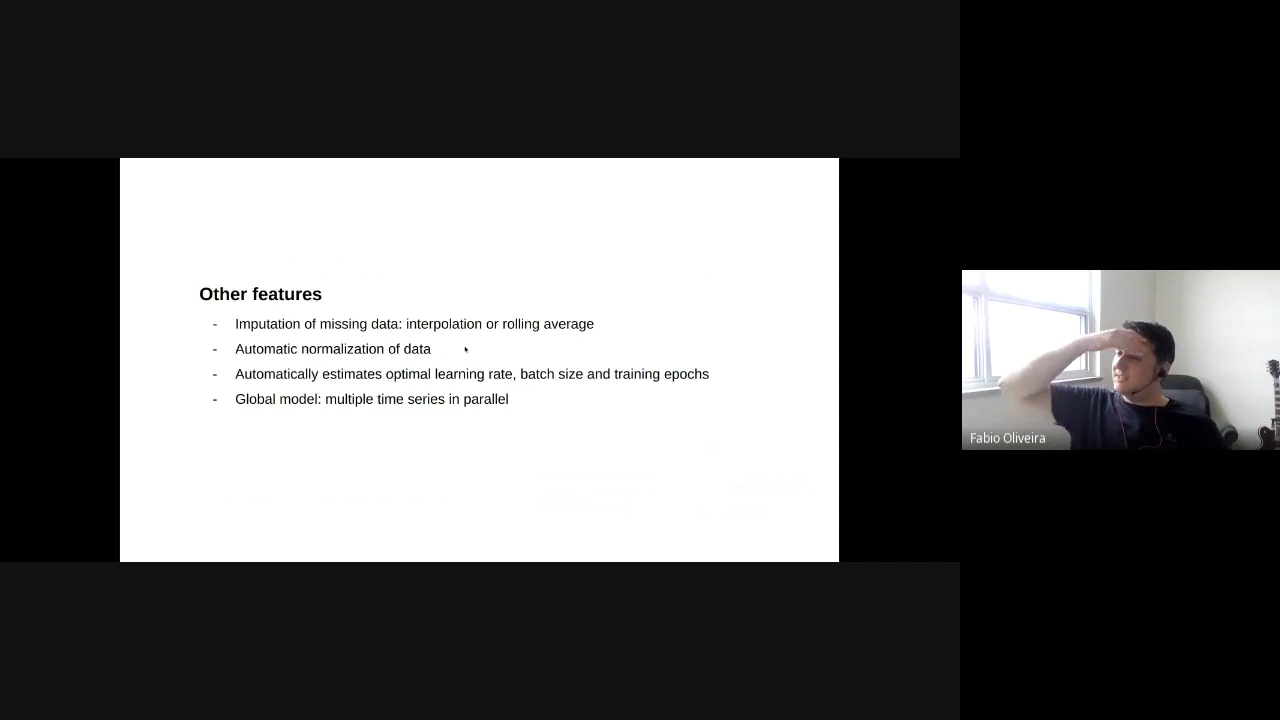 Other features
- Imputation of missing data: interpolation or rolling average
- Automatic normalization of data
- Automatically estimates optimal learning rate, batch size and training epochs
- Global model: multiple time series in parallel
Fabio Oliveira